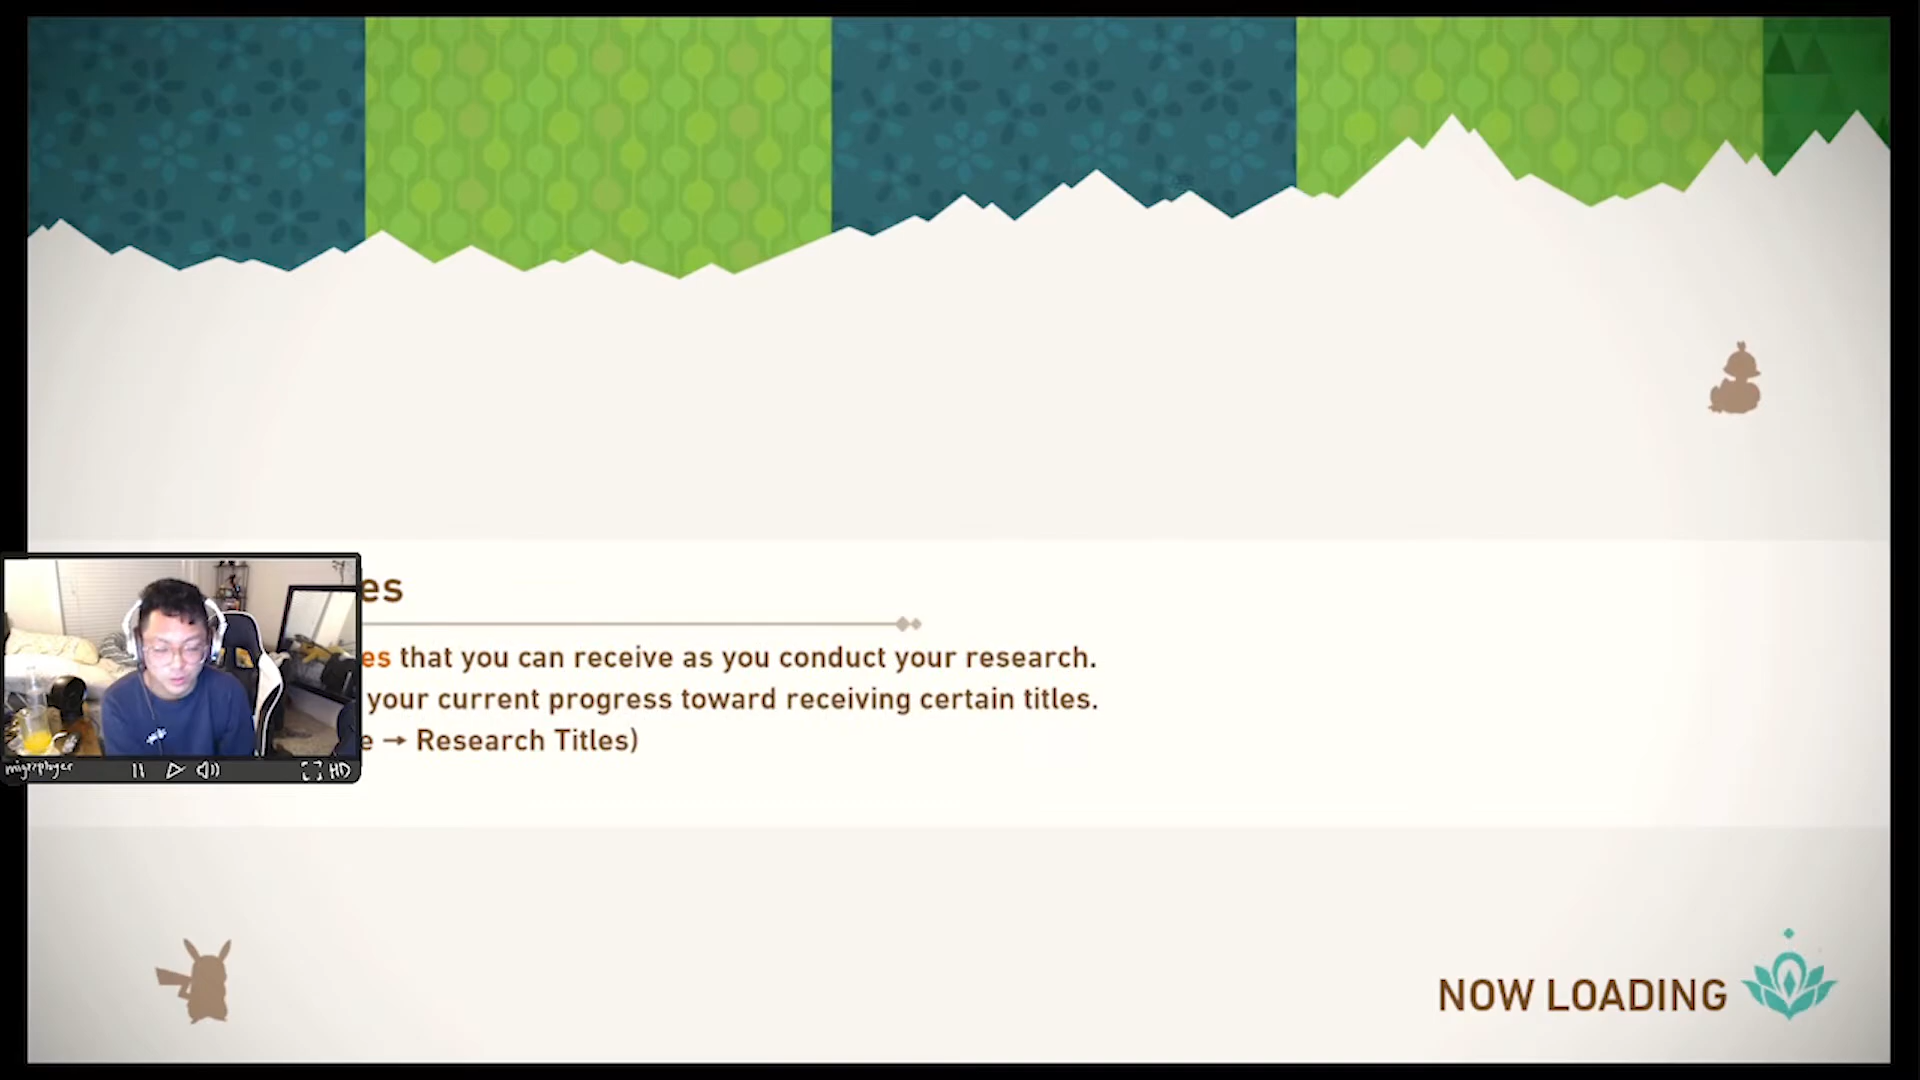 es
es that you can receive as you conduct your research.
your current progress toward receiving certain titles.
e → Research Titles)
HD
NOW LOADING